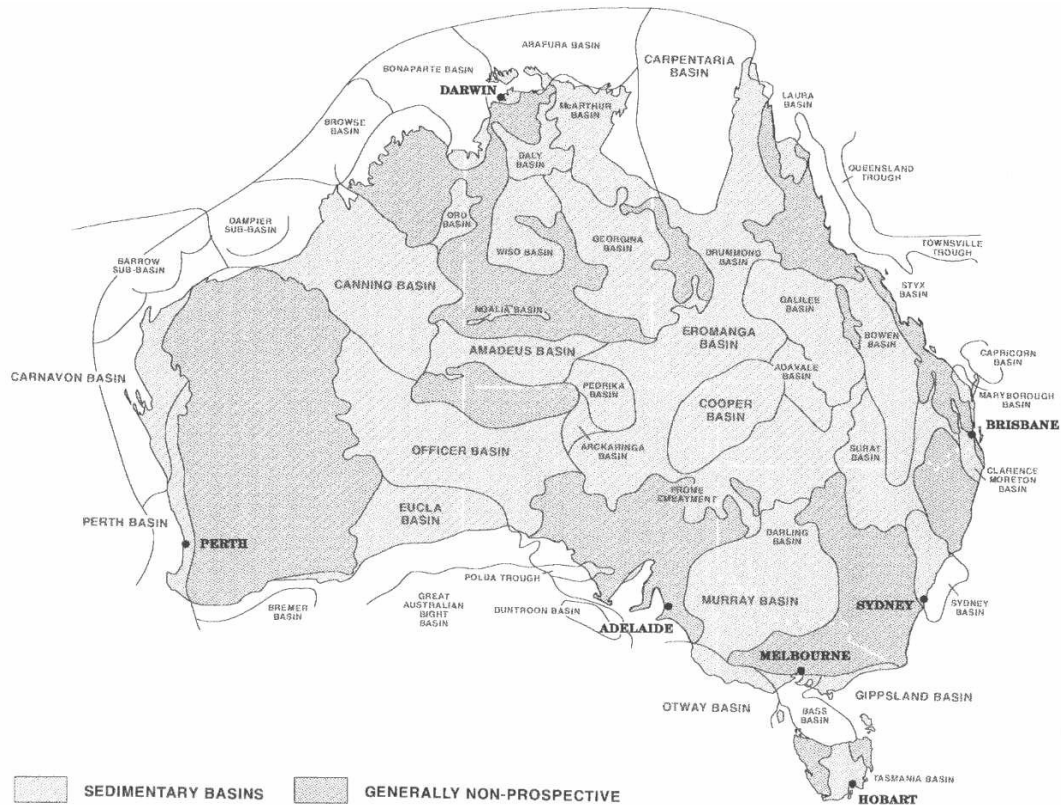 ARAFURA BASIN
CARPENTARIA
BASIN
BONAPARTE BASIN
DARWIN
LAURA
BASIN
McARTHUR
BASIN
BROWSE
BASIN
DALY
BASIN
QUEENSLAND
TROUGH
ORD
BASIN
DAMPIER
SUB-BASIN
GEORGINA
BASIN
WISO BASIN
DRUMMOND
BASIN
TOWNSVILLE
TROUGH
BARROW
SUB-BASIN
CANNING BASIN
STYX
BASIN
GALILEE
BASIN
NGALIA BASIN
EROMANGA
BASIN
BOWEN
BASIN
AMADEUS BASIN
CAPRICORN
BASIN
ADAVALE
BASIN
CARNAVON BASIN
PEDRIKA
BASIN
MARYBOROUGH
BASIN
COOPER
BASIN
BRISBANE
OFFICER BASIN
ARCKARINGA
BASIN
SURAT
BASIN
CLARENCE
MORETON
BASIN
FROME
EMBAYMENT
EUCLA
BASIN
PERTH BASIN
DARLING
BASIN
PERTH
POLDA TROUGH
GREAT
AUSTRALIAN
BIGHT
BASIN
MURRAY BASIN
SYDNEY
SYDNEY
BASIN
BREMER
BASIN
DUNTROON BASIN
ADELAIDE
MELBOURNE
OTWAY BASIN
GIPPSLAND BASIN
BASS
BASIN
TASMANIA BASIN
HOBART
SEDIMENTARY BASINS
GENERALLY NON-PROSPECTIVE